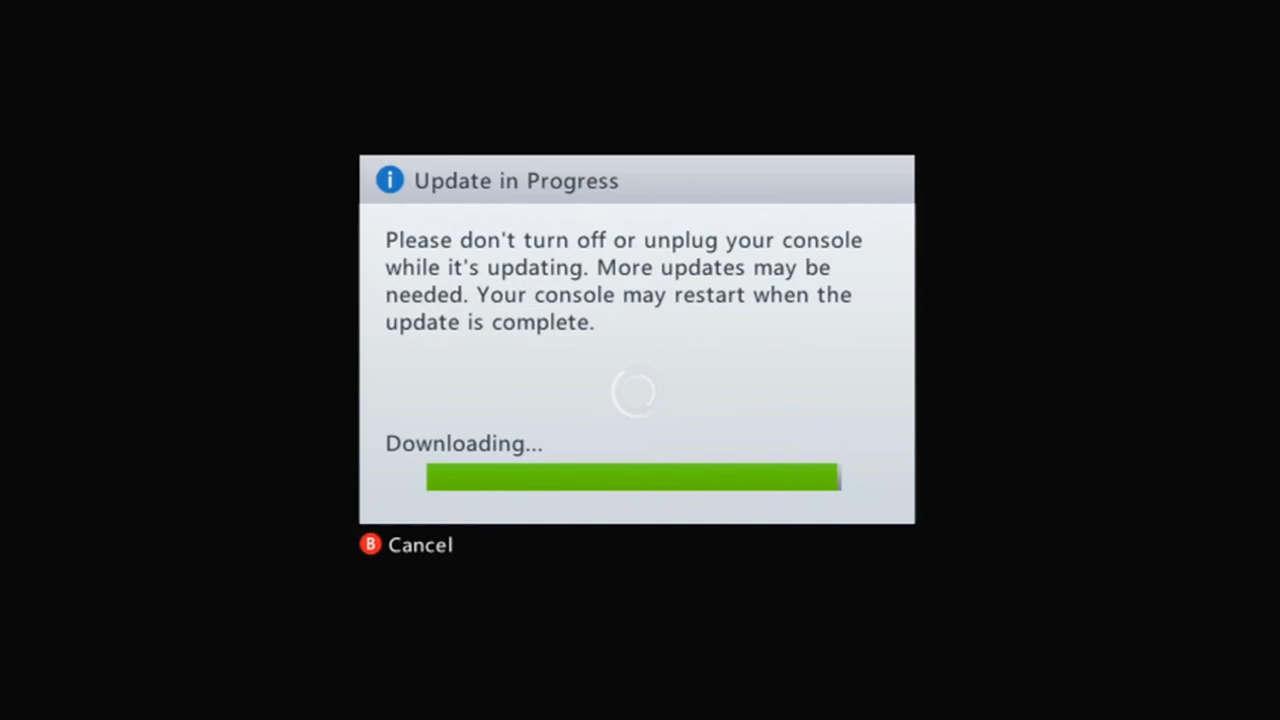 i Update in Progress
Please don't turn off or unplug your console
while it's updating. More updates may be
needed. Your console may restart when the
update is complete.
Downloading...
B Cancel